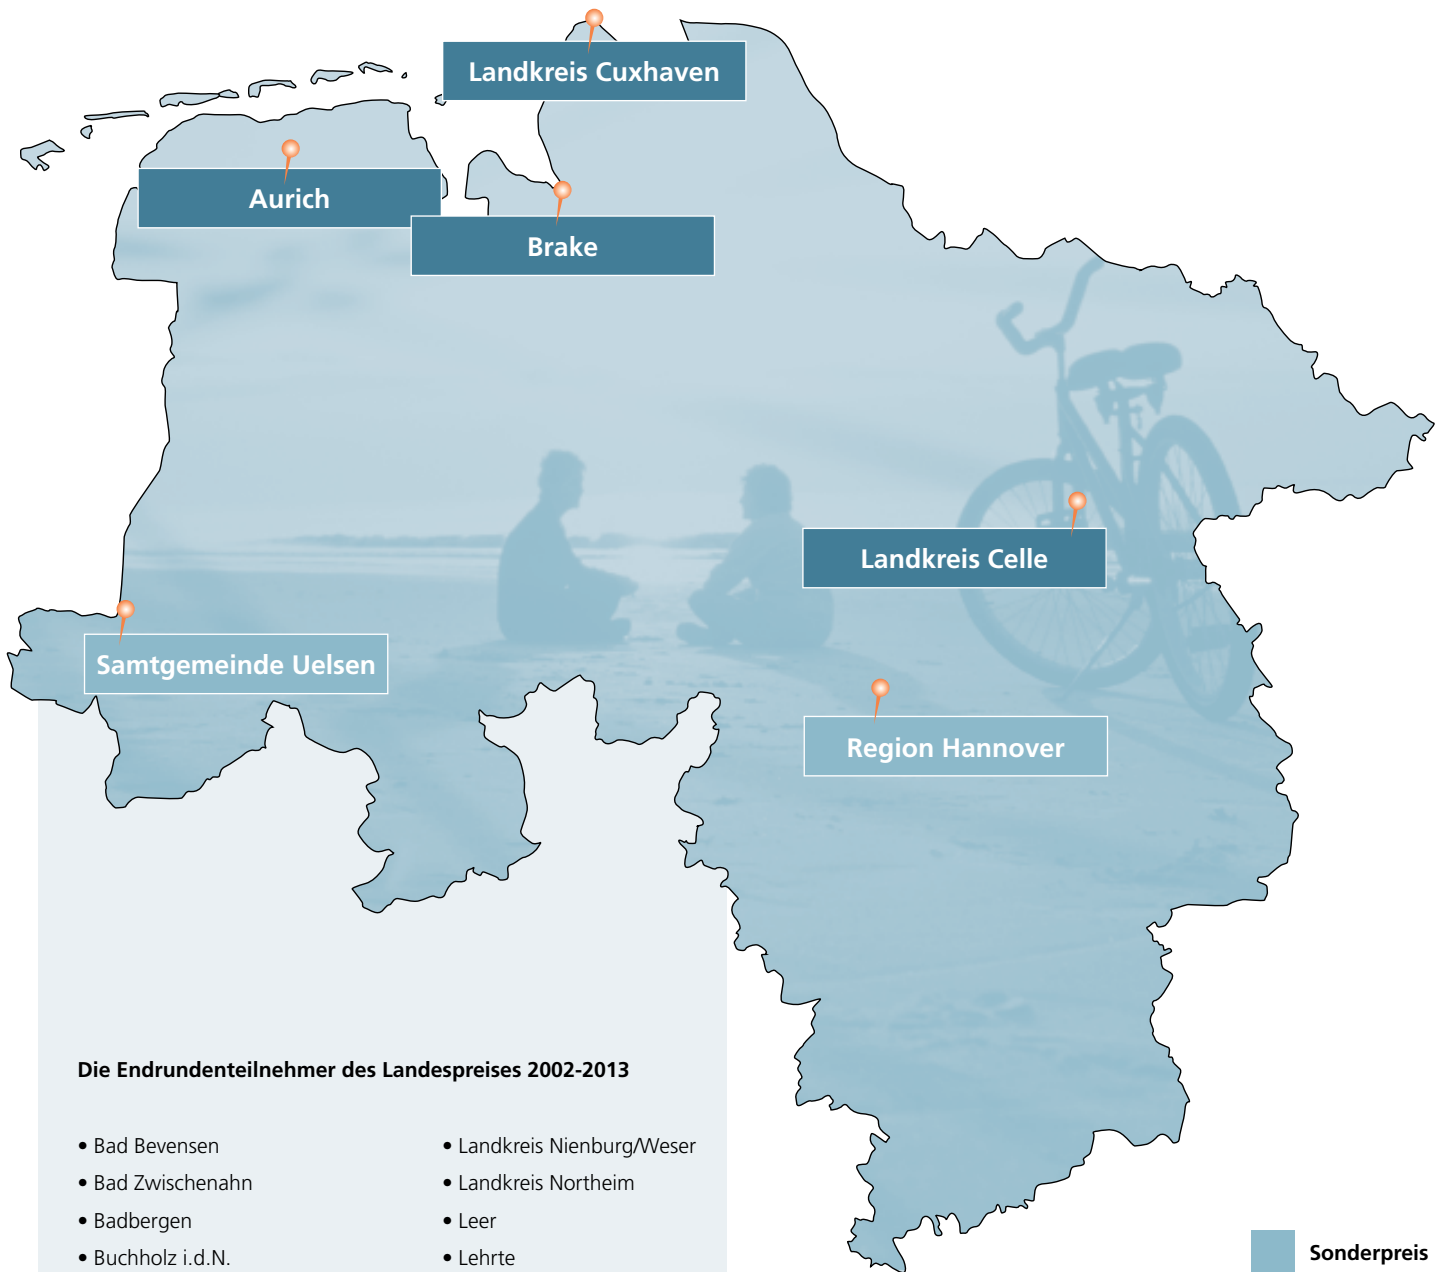 Landkreis Cuxhaven
Aurich
Brake
Landkreis Celle
Samtgemeinde Uelsen
Region Hannover
Die Endrundenteilnehmer des Landespreises 2002-2013
• Bad Bevensen
• Bad Zwischenahn
• Badbergen
• Buchholz i.d.N.
• Landkreis Nienburg/Weser
• Landkreis Northeim
• Leer
• Lehrte
Sonderpreis